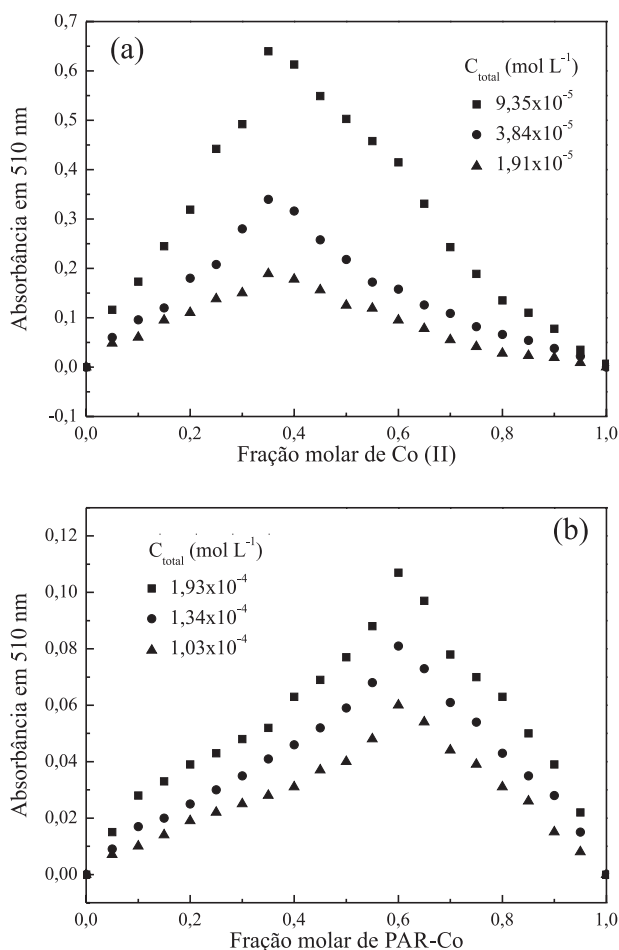 (a)
C_total (mol L⁻¹)
9,35x10⁻⁵
3,84x10⁻⁵
1,91x10⁻⁵
Absorbância em 510 nm
0,7
0,6
0,5
0,4
0,3
0,2
0,1
0,0
-0,1
0,0 0,2 0,4 0,6 0,8 1,0
Fração molar de Co (II)
(b)
C_total (mol L⁻¹)
1,93x10⁻⁴
1,34x10⁻⁴
1,03x10⁻⁴
Absorbância em 510 nm
0,12
0,10
0,08
0,06
0,04
0,02
0,00
0,0 0,2 0,4 0,6 0,8 1,0
Fração molar de PAR-Co